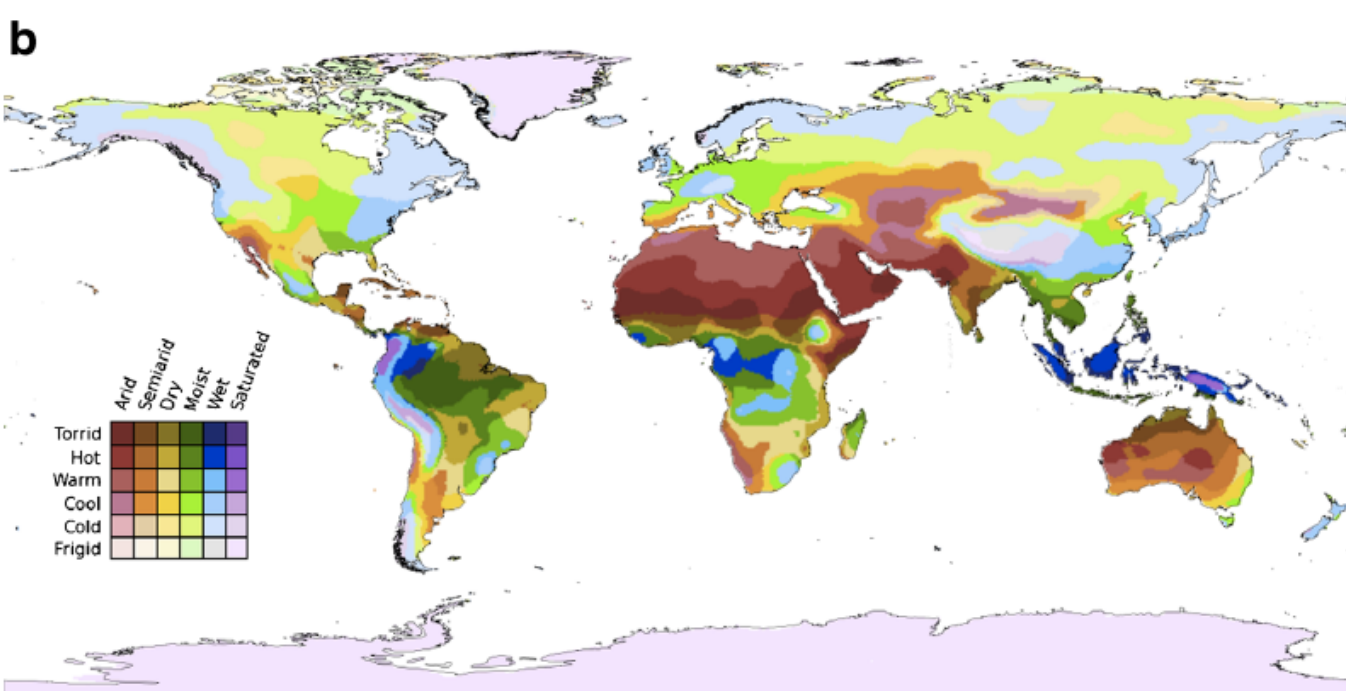 b
Arid
Semiarid
Dry
Moist
Wet
Saturated
Torrid
Hot
Warm
Cool
Cold
Frigid